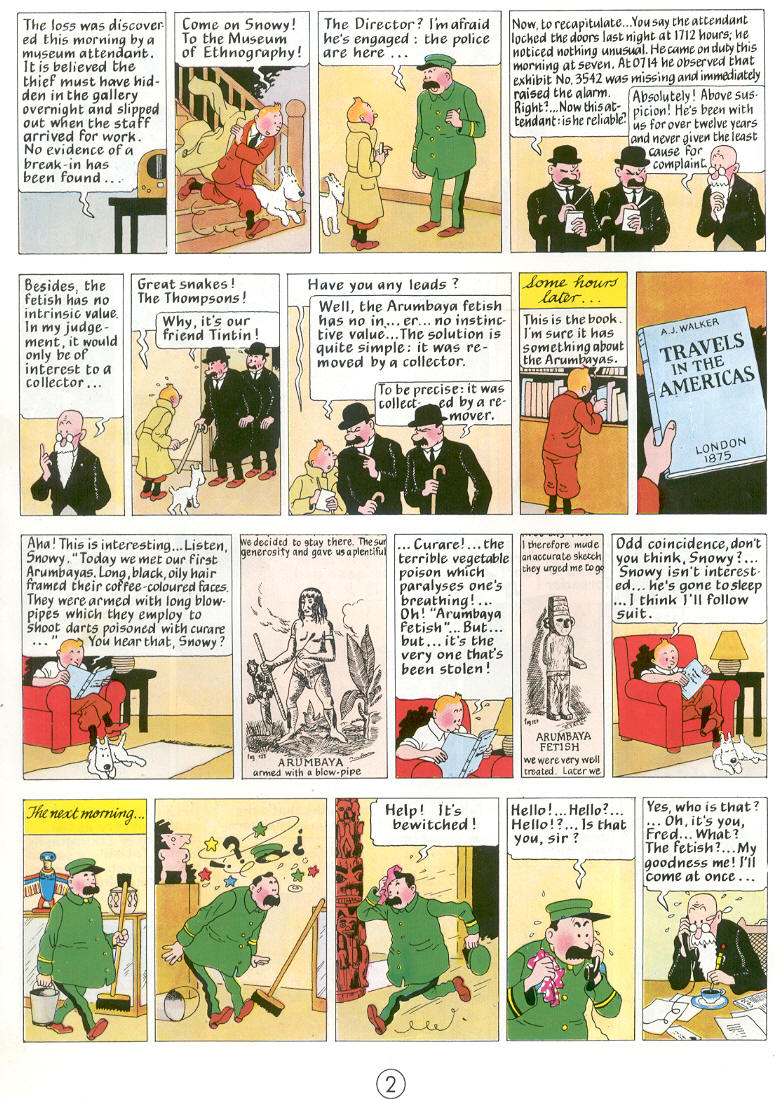 The loss was discover-
ed this morning by a
museum attendant.
It is believed the
thief must have hid-
den in the gallery
overnight and slipped
out when the staff
arrived for work.
No evidence of a
break-in has
been found...
Come on Snowy!
To the Museum
of Ethnography!
The Director? I'm afraid
he's engaged: the police
are here...
Now, to recapitulate...You say the attendant
locked the doors last night at 1712 hours; he
noticed nothing unusual. He came on duty this
morning at seven. At 0714 he observed that
exhibit No. 3542 was missing and immediately
raised the alarm.
Right?...Now this at-
tendant: is he reliable?
Absolutely! Above sus-
picion! He's been with
us for over twelve years
and never given the least
cause for
complaint.
Besides, the
fetish has no
intrinsic value.
In my judge-
ment, it would
only be of
interest to a
collector...
Great snakes!
The Thompsons!
Why, it's our
friend Tintin!
Have you any leads?
Well, the Arumbaya fetish
has no in... er... no instinc-
tive value...The solution is
quite simple: it was re-
moved by a collector.
To be precise: it was
collect-ed by a re-
mover.
Some hours
later...
This is the book.
I'm sure it has
something about
the Arumbayas.
A.J. WALKER
TRAVELS
IN THE
AMERICAS
LONDON
1875
Aha! This is interesting...Listen,
Snowy. "Today we met our first
Arumbayas. Long, black, oily hair
framed their coffee-coloured faces.
They were armed with long blow-
pipes which they employ to
shoot darts poisoned with curare
..." You hear that, Snowy?
We decided to stay there. The sur
generosity and gave us a plentiful
ARUMBAYA
armed with a blow-pipe
... Curare!...the
terrible vegetable
poison which
paralyses one's
breathing!...
Oh! "Arumbaya
Fetish"...But...
but...it's the
very one that's
been stolen!
I therefore made
an accurate sketch
they urged me to go
ARUMBAYA
FETISH
we were very well
treated. Later we
Odd coincidence, don't
you think, Snowy?...
Snowy isn't interest-
ed... he's gone to sleep
...I think I'll follow
suit.
The next morning...
? ! ?
Help! It's
bewitched!
Hello!...Hello?...
Hello!?... Is that
you, sir?
Yes, who is that?
... Oh, it's you,
Fred...What?
The fetish?...My
goodness me! I'll
come at once...
2